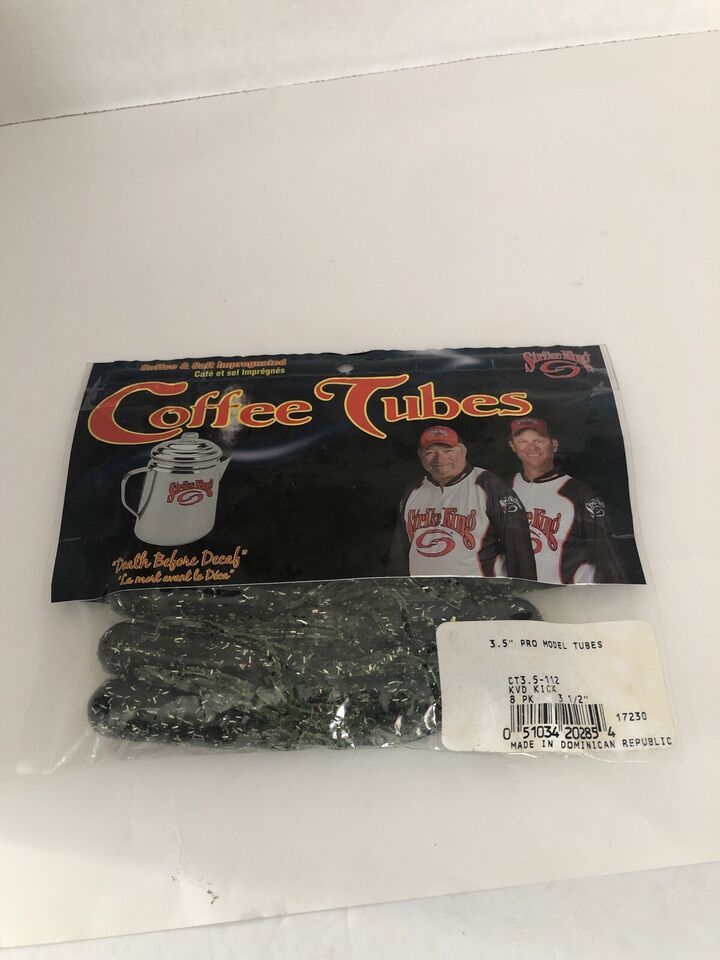 Coffee & Salt Impregnated
Café et sel Imprégnés
Strike King
Coffee Tubes
Strike King
Strike King
Strike King
"Death Before Decaf"
"La mort avant le Déca"
3.5" PRO MODEL TUBES
CT3.5-112
KVD KICK
8 PK 3 1/2"
17230
0 51034 20285 4
MADE IN DOMINICAN REPUBLIC